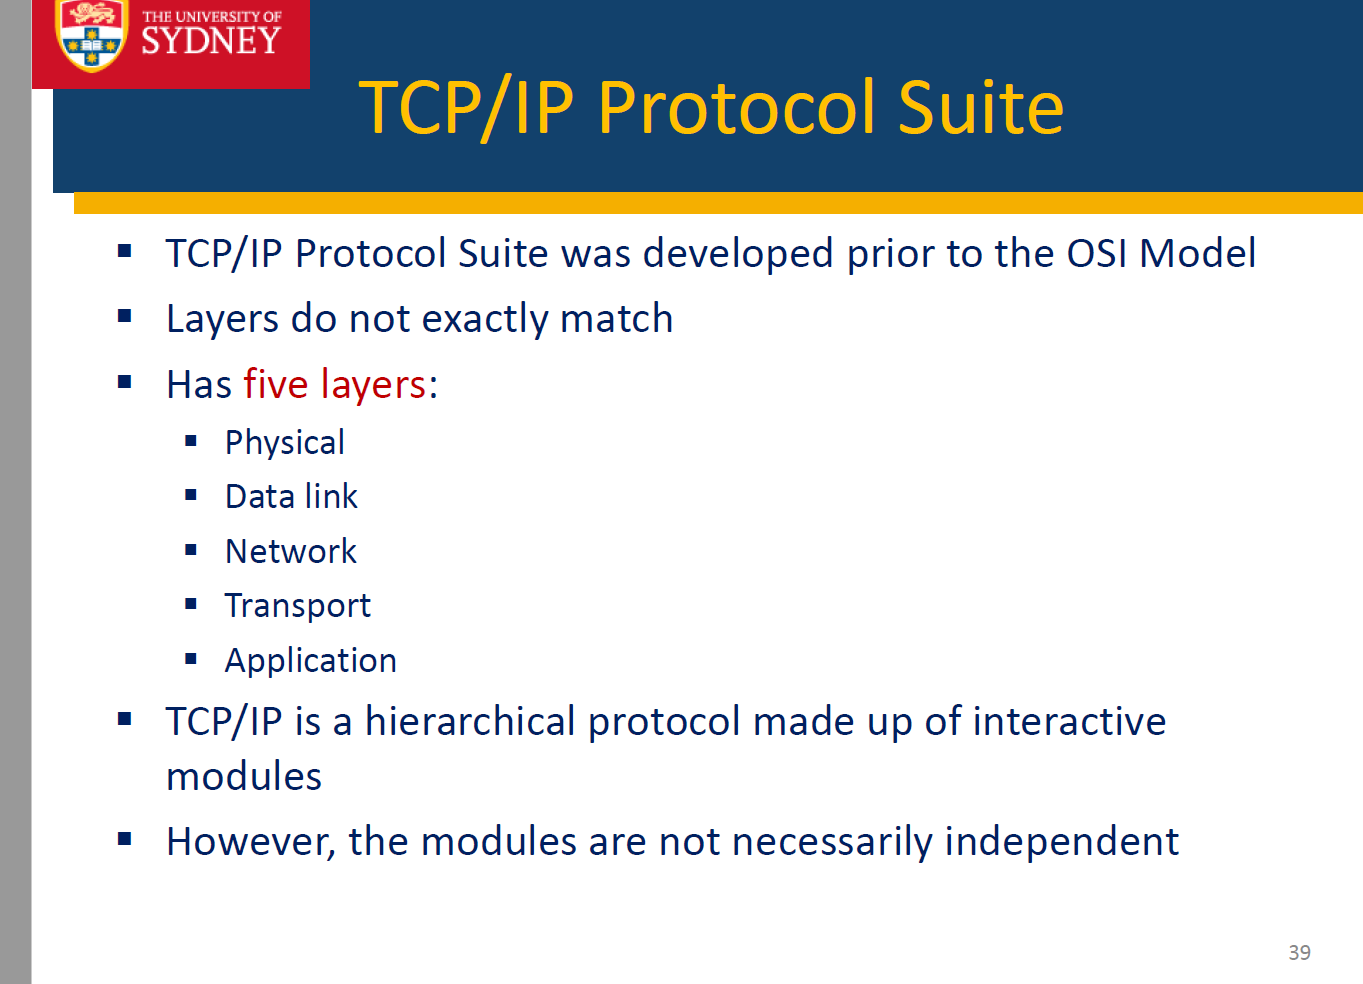 THE UNIVERSITY OF
SYDNEY
TCP/IP Protocol Suite
▪ TCP/IP Protocol Suite was developed prior to the OSI Model
▪ Layers do not exactly match
▪ Has five layers:
▪ Physical
▪ Data link
▪ Network
▪ Transport
▪ Application
▪ TCP/IP is a hierarchical protocol made up of interactive
modules
▪ However, the modules are not necessarily independent
39